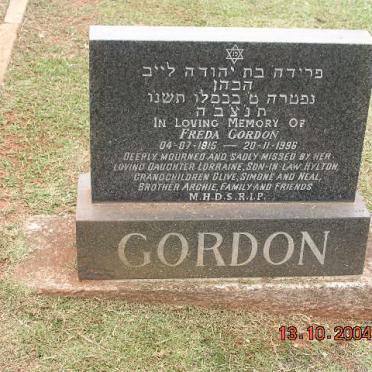 פרידה בת יהודה לייב
הכהן
נפטרה ט בכסלו תשנז
ת נ צ ב ה
IN LOVING MEMORY OF
FREDA GORDON
04-07-1915 — 20-11-1996
DEEPLY MOURNED AND SADLY MISSED BY HER
LOVING DAUGHTER LORRAINE, SON-IN-LAW HYLTON,
GRANDCHILDREN CLIVE, SIMONE AND NEAL,
BROTHER ARCHIE, FAMILY AND FRIENDS
M.H.D.S.R.I.P.
GORDON
13.10.2004